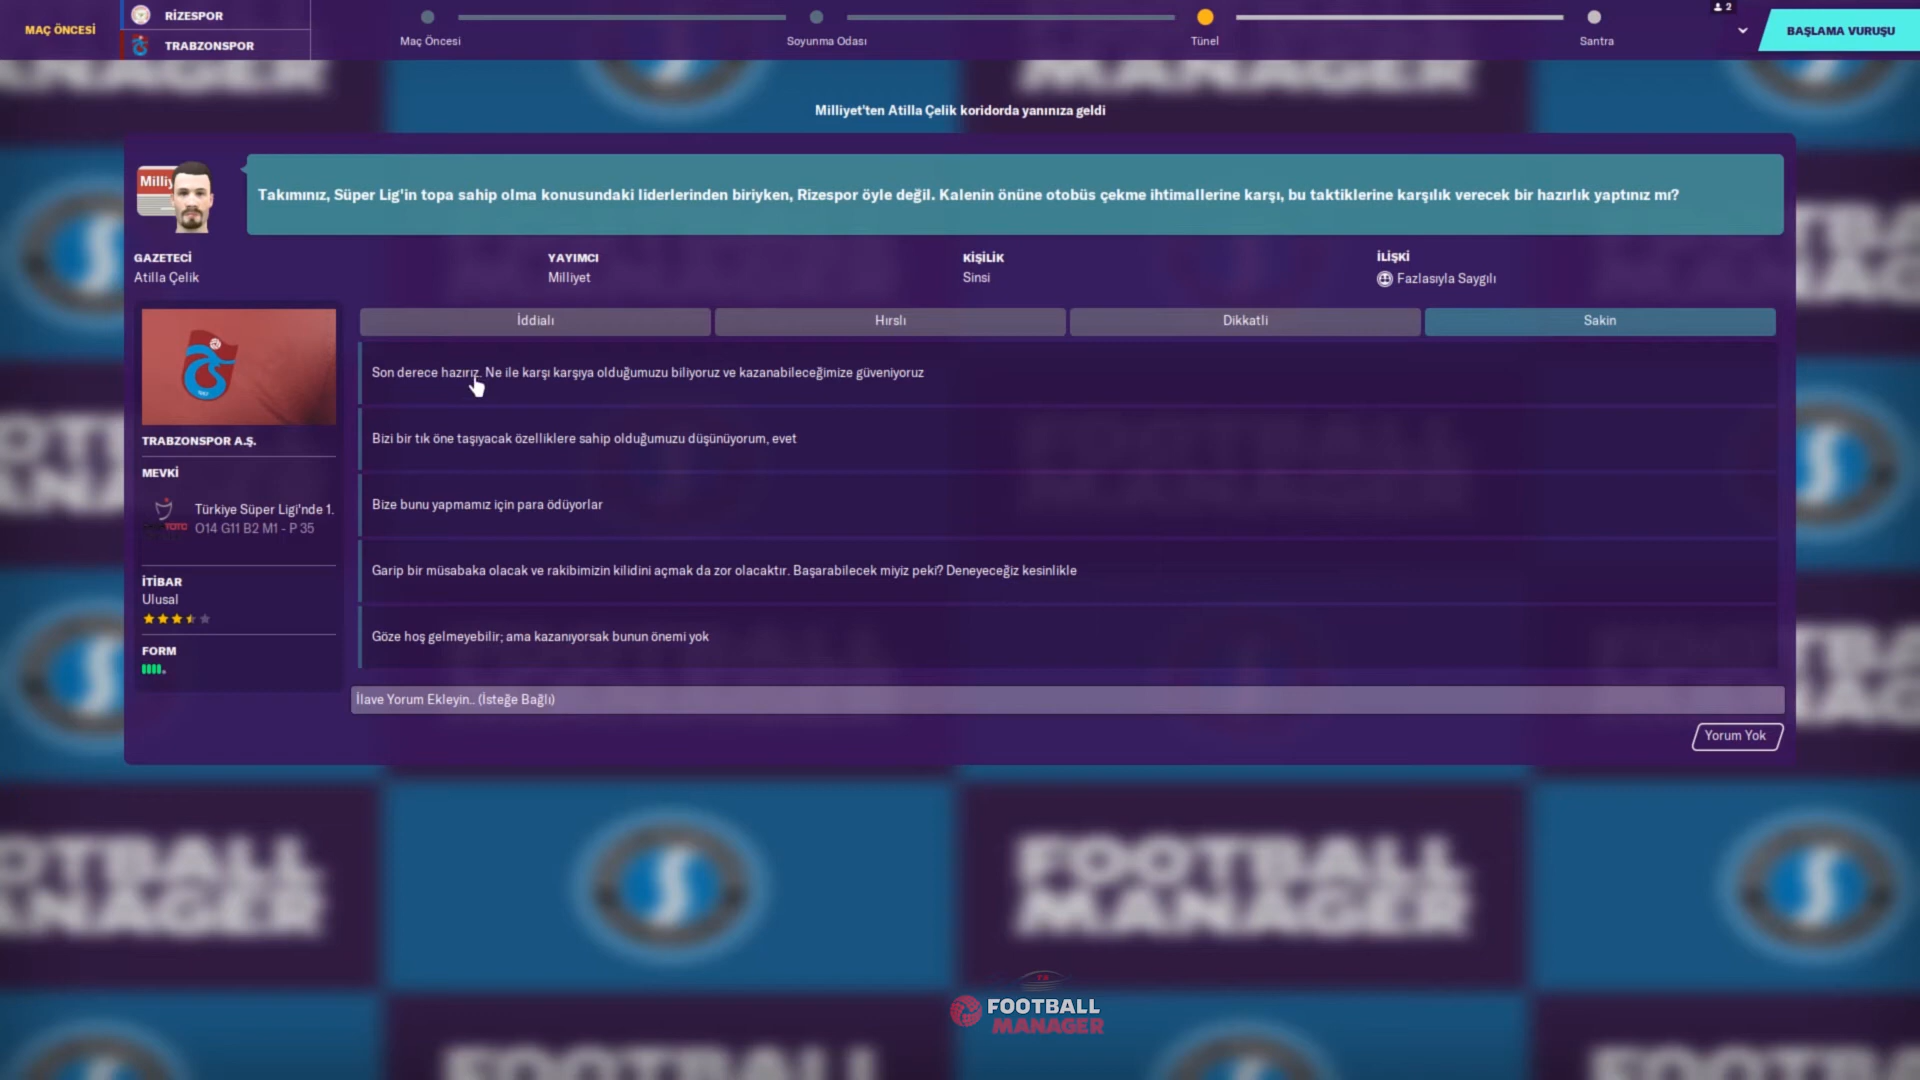 MAÇ ÖNCESİ
RİZESPOR
TRABZONSPOR
Maç Öncesi
Soyunma Odası
Tünel
Santra
2
BAŞLAMA VURUŞU
Milliyet'ten Atilla Çelik koridorda yanınıza geldi
Takımınız, Süper Lig'in topa sahip olma konusundaki liderlerinden biriyken, Rizespor öyle değil. Kalenin önüne otobüs çekme ihtimallerine karşı, bu taktiklerine karşılık verecek bir hazırlık yaptınız mı?
GAZETECİ
Atilla Çelik
YAYIMCI
Milliyet
KİŞİLİK
Sinsi
İLİŞKİ
Fazlasıyla Saygılı
İddialı
Hırslı
Dikkatli
Sakin
Son derece hazırız. Ne ile karşı karşıya olduğumuzu biliyoruz ve kazanabileceğimize güveniyoruz
Bizi bir tık öne taşıyacak özelliklere sahip olduğumuzu düşünüyorum, evet
Bize bunu yapmamız için para ödüyorlar
Garip bir müsabaka olacak ve rakibimizin kilidini açmak da zor olacaktır. Başarabilecek miyiz peki? Deneyeceğiz kesinlikle
Göze hoş gelmeyebilir; ama kazanıyorsak bunun önemi yok
TRABZONSPOR A.Ş.
MEVKİ
Türkiye Süper Ligi'nde 1.
O14 G11 B2 M1 - P 35
İTİBAR
Ulusal
FORM
İlave Yorum Ekleyin.. (İsteğe Bağlı)
Yorum Yok
FOOTBALL
MANAGER
FOOTBALL
MANAGER